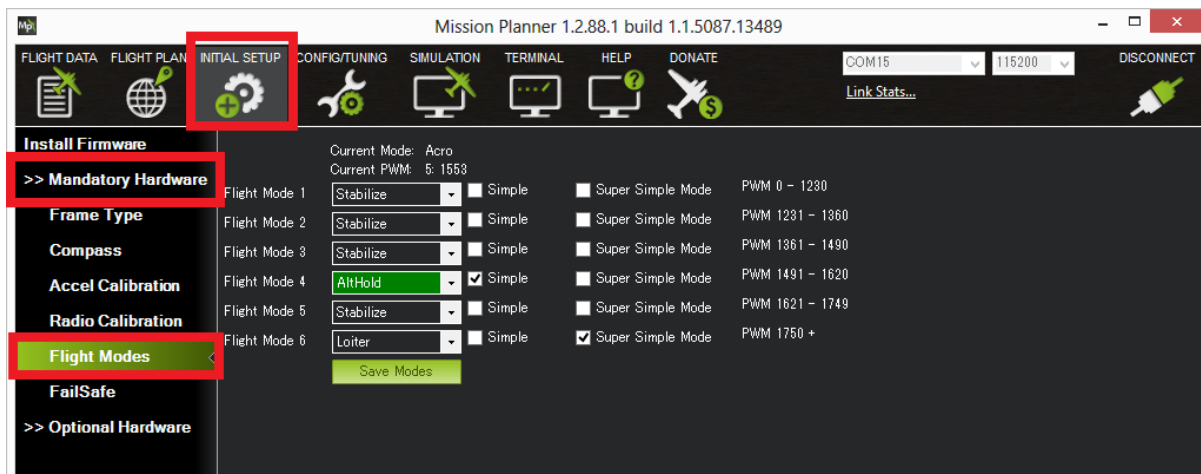 Mp
Mission Planner 1.2.88.1 build 1.1.5087.13489
FLIGHT DATA FLIGHT PLAN INITIAL SETUP CONFIG/TUNING SIMULATION TERMINAL HELP DONATE COM15 115200 DISCONNECT
Link Stats...
Install Firmware
>> Mandatory Hardware
Frame Type
Compass
Accel Calibration
Radio Calibration
Flight Modes
FailSafe
>> Optional Hardware
Current Mode: Acro
Current PWM: 5: 1553
Flight Mode 1 Stabilize Simple Super Simple Mode PWM 0 - 1230
Flight Mode 2 Stabilize Simple Super Simple Mode PWM 1231 - 1360
Flight Mode 3 Stabilize Simple Super Simple Mode PWM 1361 - 1490
Flight Mode 4 AltHold Simple Super Simple Mode PWM 1491 - 1620
Flight Mode 5 Stabilize Simple Super Simple Mode PWM 1621 - 1749
Flight Mode 6 Loiter Simple Super Simple Mode PWM 1750 +
Save Modes